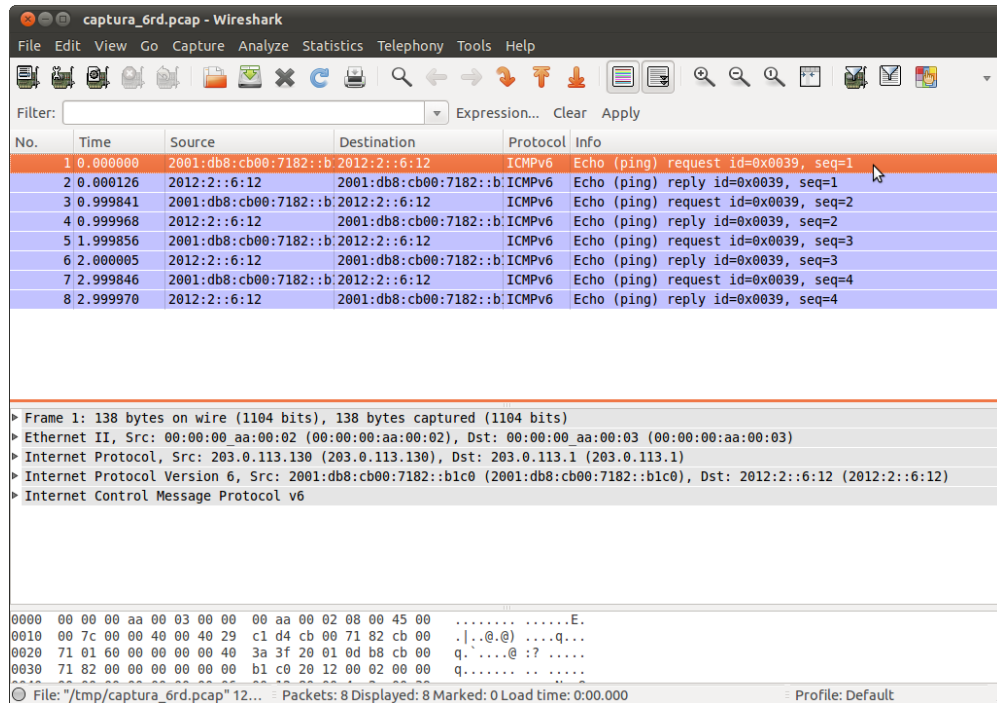 captura_6rd.pcap - Wireshark
File Edit View Go Capture Analyze Statistics Telephony Tools Help
Filter: Expression... Clear Apply
No. Time Source Destination Protocol Info
1 0.000000 2001:db8:cb00:7182::b 2012:2::6:12 ICMPv6 Echo (ping) request id=0x0039, seq=1
2 0.000126 2012:2::6:12 2001:db8:cb00:7182::b ICMPv6 Echo (ping) reply id=0x0039, seq=1
3 0.999841 2001:db8:cb00:7182::b 2012:2::6:12 ICMPv6 Echo (ping) request id=0x0039, seq=2
4 0.999968 2012:2::6:12 2001:db8:cb00:7182::b ICMPv6 Echo (ping) reply id=0x0039, seq=2
5 1.999856 2001:db8:cb00:7182::b 2012:2::6:12 ICMPv6 Echo (ping) request id=0x0039, seq=3
6 2.000005 2012:2::6:12 2001:db8:cb00:7182::b ICMPv6 Echo (ping) reply id=0x0039, seq=3
7 2.999846 2001:db8:cb00:7182::b 2012:2::6:12 ICMPv6 Echo (ping) request id=0x0039, seq=4
8 2.999970 2012:2::6:12 2001:db8:cb00:7182::b ICMPv6 Echo (ping) reply id=0x0039, seq=4
Frame 1: 138 bytes on wire (1104 bits), 138 bytes captured (1104 bits)
Ethernet II, Src: 00:00:00_aa:00:02 (00:00:00:aa:00:02), Dst: 00:00:00_aa:00:03 (00:00:00:aa:00:03)
Internet Protocol, Src: 203.0.113.130 (203.0.113.130), Dst: 203.0.113.1 (203.0.113.1)
Internet Protocol Version 6, Src: 2001:db8:cb00:7182::b1c0 (2001:db8:cb00:7182::b1c0), Dst: 2012:2::6:12 (2012:2::6:12)
Internet Control Message Protocol v6
0000 00 00 00 aa 00 03 00 00 00 aa 00 02 08 00 45 00 ........ ......E.
0010 00 7c 00 00 40 00 40 29 c1 d4 cb 00 71 82 cb 00 .|..@.@) ....q...
0020 71 01 60 00 00 00 00 40 3a 3f 20 01 0d b8 cb 00 q.`....@ :? .....
0030 71 82 00 00 00 00 00 00 b1 c0 20 12 00 02 00 00 q....... .. .....
File: "/tmp/captura_6rd.pcap" 12... Packets: 8 Displayed: 8 Marked: 0 Load time: 0:00.000 Profile: Default